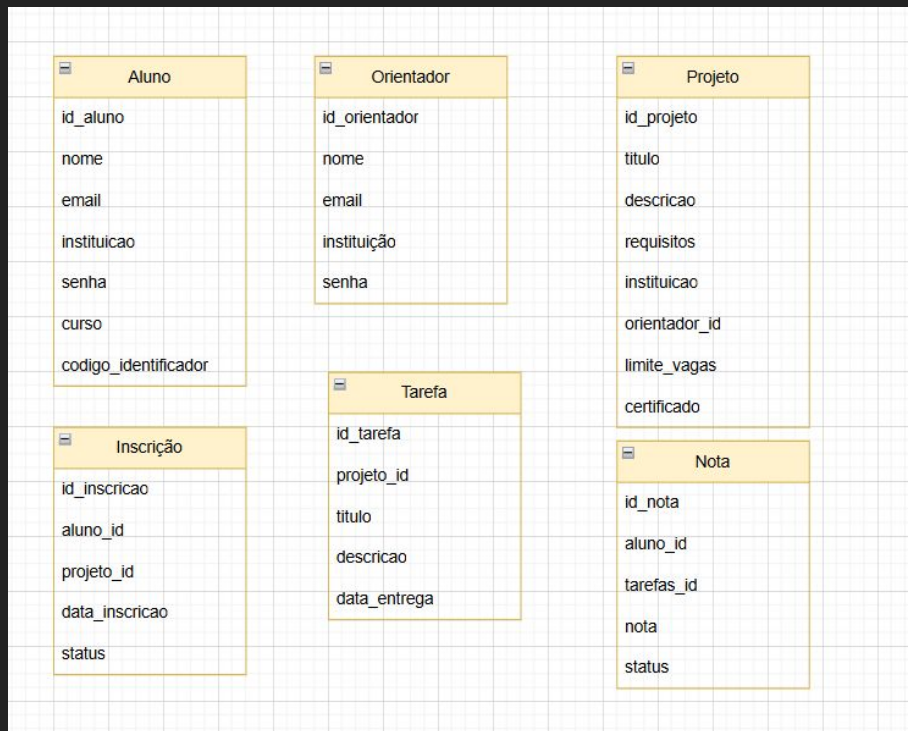 Aluno
id_aluno
nome
email
instituicao
senha
curso
codigo_identificador
Orientador
id_orientador
nome
email
instituição
senha
Projeto
id_projeto
titulo
descricao
requisitos
instituicao
orientador_id
limite_vagas
certificado
Inscrição
id_inscricao
aluno_id
projeto_id
data_inscricao
status
Tarefa
id_tarefa
projeto_id
titulo
descricao
data_entrega
Nota
id_nota
aluno_id
tarefas_id
nota
status